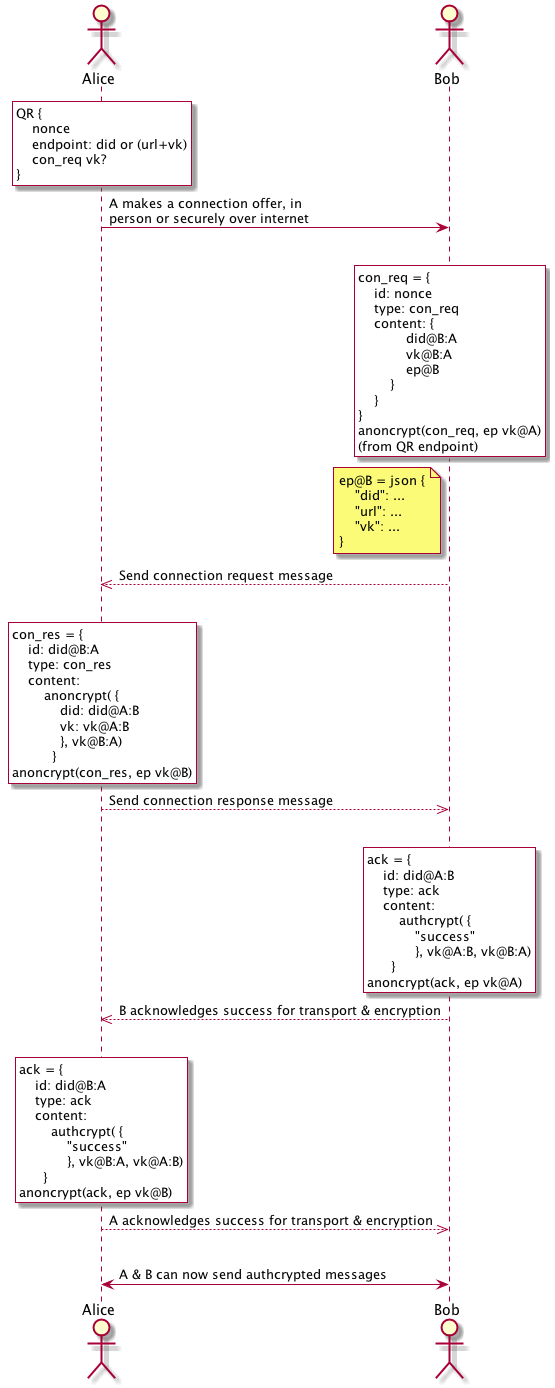 Alice
Bob
QR {
nonce
endpoint: did or (url+vk)
con_req vk?
}
A makes a connection offer, in
person or securely over internet
con_req = {
id: nonce
type: con_req
content: {
did@B:A
vk@B:A
ep@B
}
}
}
anoncrypt(con_req, ep vk@A)
(from QR endpoint)
ep@B = json {
"did": ...
"url": ...
"vk": ...
}
Send connection request message
con_res = {
id: did@B:A
type: con_res
content:
anoncrypt( {
did: did@A:B
vk: vk@A:B
}, vk@B:A)
}
anoncrypt(con_res, ep vk@B)
Send connection response message
ack = {
id: did@A:B
type: ack
content:
authcrypt( {
"success"
}, vk@A:B, vk@B:A)
}
anoncrypt(ack, ep vk@A)
B acknowledges success for transport & encryption
ack = {
id: did@B:A
type: ack
content:
authcrypt( {
"success"
}, vk@B:A, vk@A:B)
}
anoncrypt(ack, ep vk@B)
A acknowledges success for transport & encryption
A & B can now send authcrypted messages
Alice
Bob